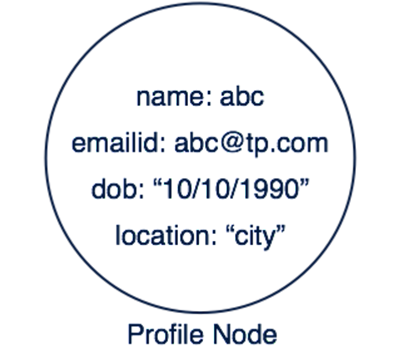 name: abc
emailid: abc@tp.com
dob: “10/10/1990”
location: “city”
Profile Node